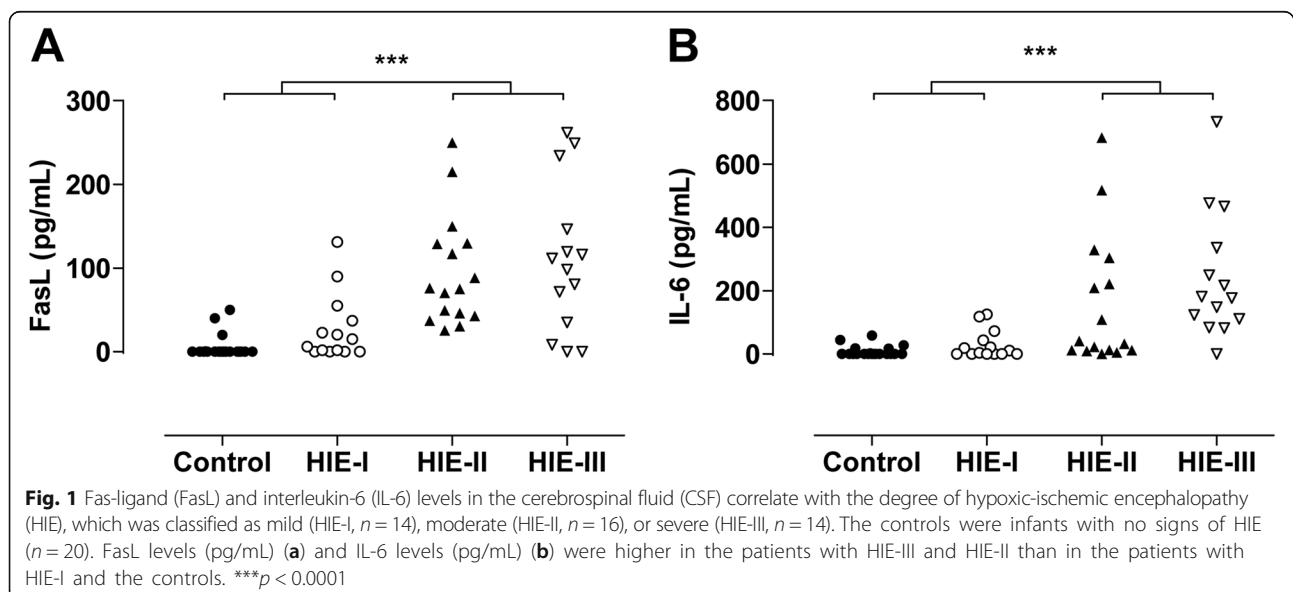 A
B
***
***
300
200
100
0
FasL (pg/mL)
Control HIE-I HIE-II HIE-III
800
600
400
200
0
IL-6 (pg/mL)
Control HIE-I HIE-II HIE-III
Fig. 1 Fas-ligand (FasL) and interleukin-6 (IL-6) levels in the cerebrospinal fluid (CSF) correlate with the degree of hypoxic-ischemic encephalopathy
(HIE), which was classified as mild (HIE-I, n = 14), moderate (HIE-II, n = 16), or severe (HIE-III, n = 14). The controls were infants with no signs of HIE
(n = 20). FasL levels (pg/mL) (a) and IL-6 levels (pg/mL) (b) were higher in the patients with HIE-III and HIE-II than in the patients with
HIE-I and the controls. ***p < 0.0001